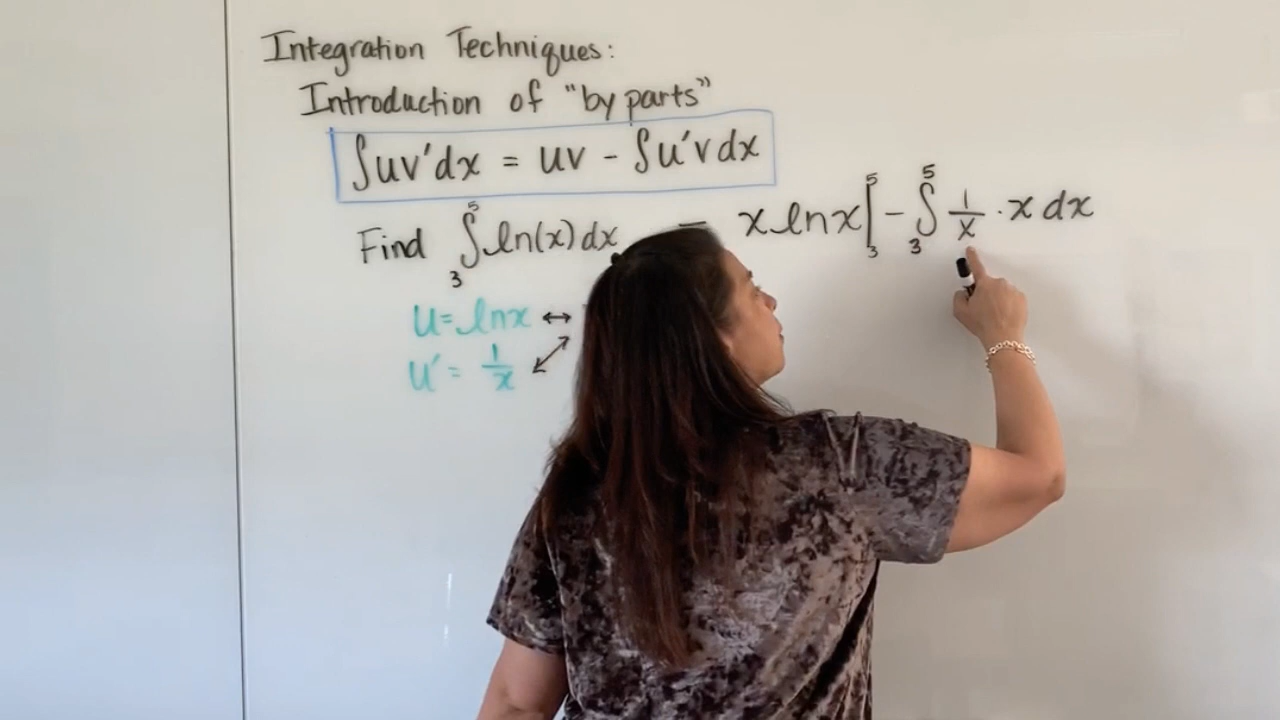 Integration Techniques:
Introduction of "by parts"
∫uv'dx = uv - ∫u'vdx
Find ∫₃⁵ ln(x)dx = x ln x |₃⁵ - ∫₃⁵ 1/x · x dx
u = ln x ↔
u' = 1/x ↗